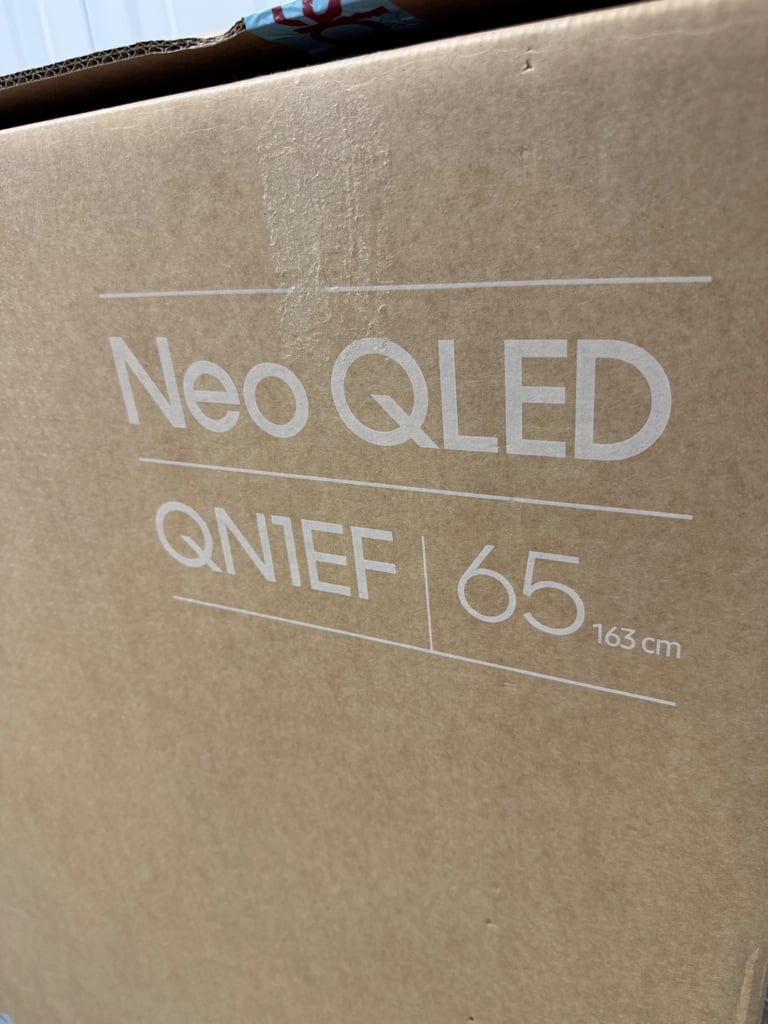 Neo QLED
QN1EF 65 163 cm